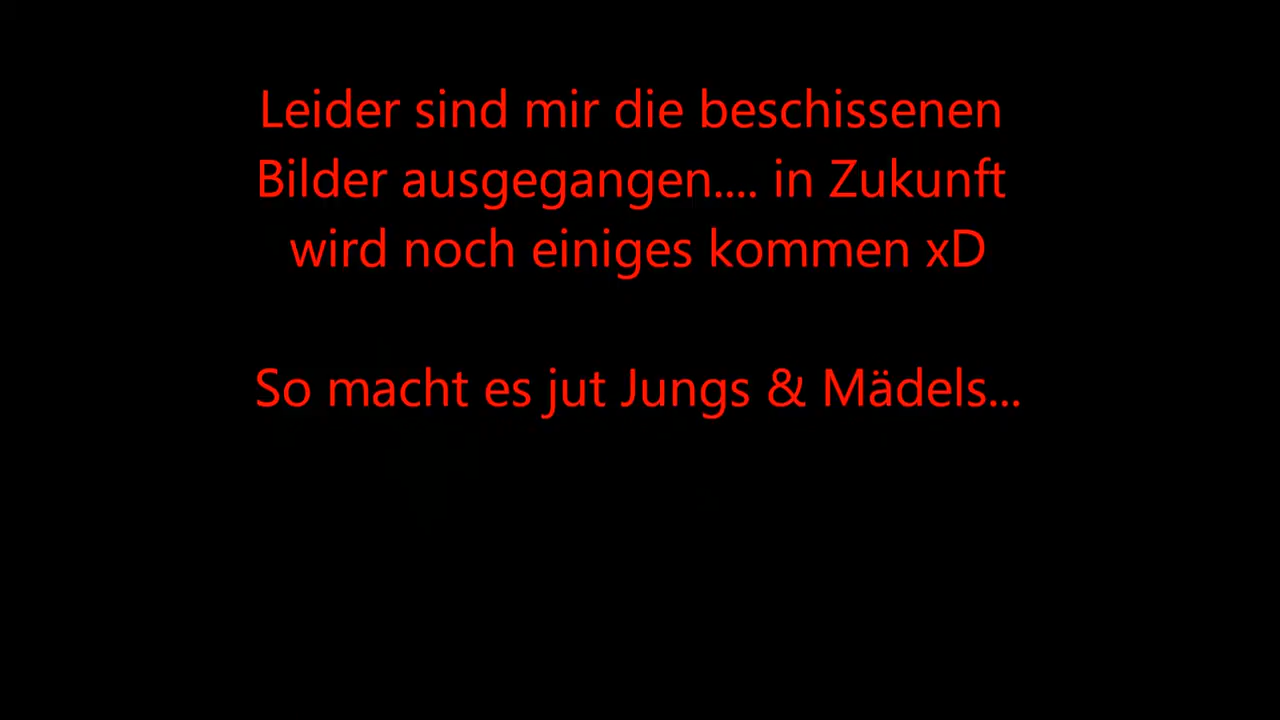 Leider sind mir die beschissenen
Bilder ausgegangen.... in Zukunft
wird noch einiges kommen xD
So macht es jut Jungs & Mädels...